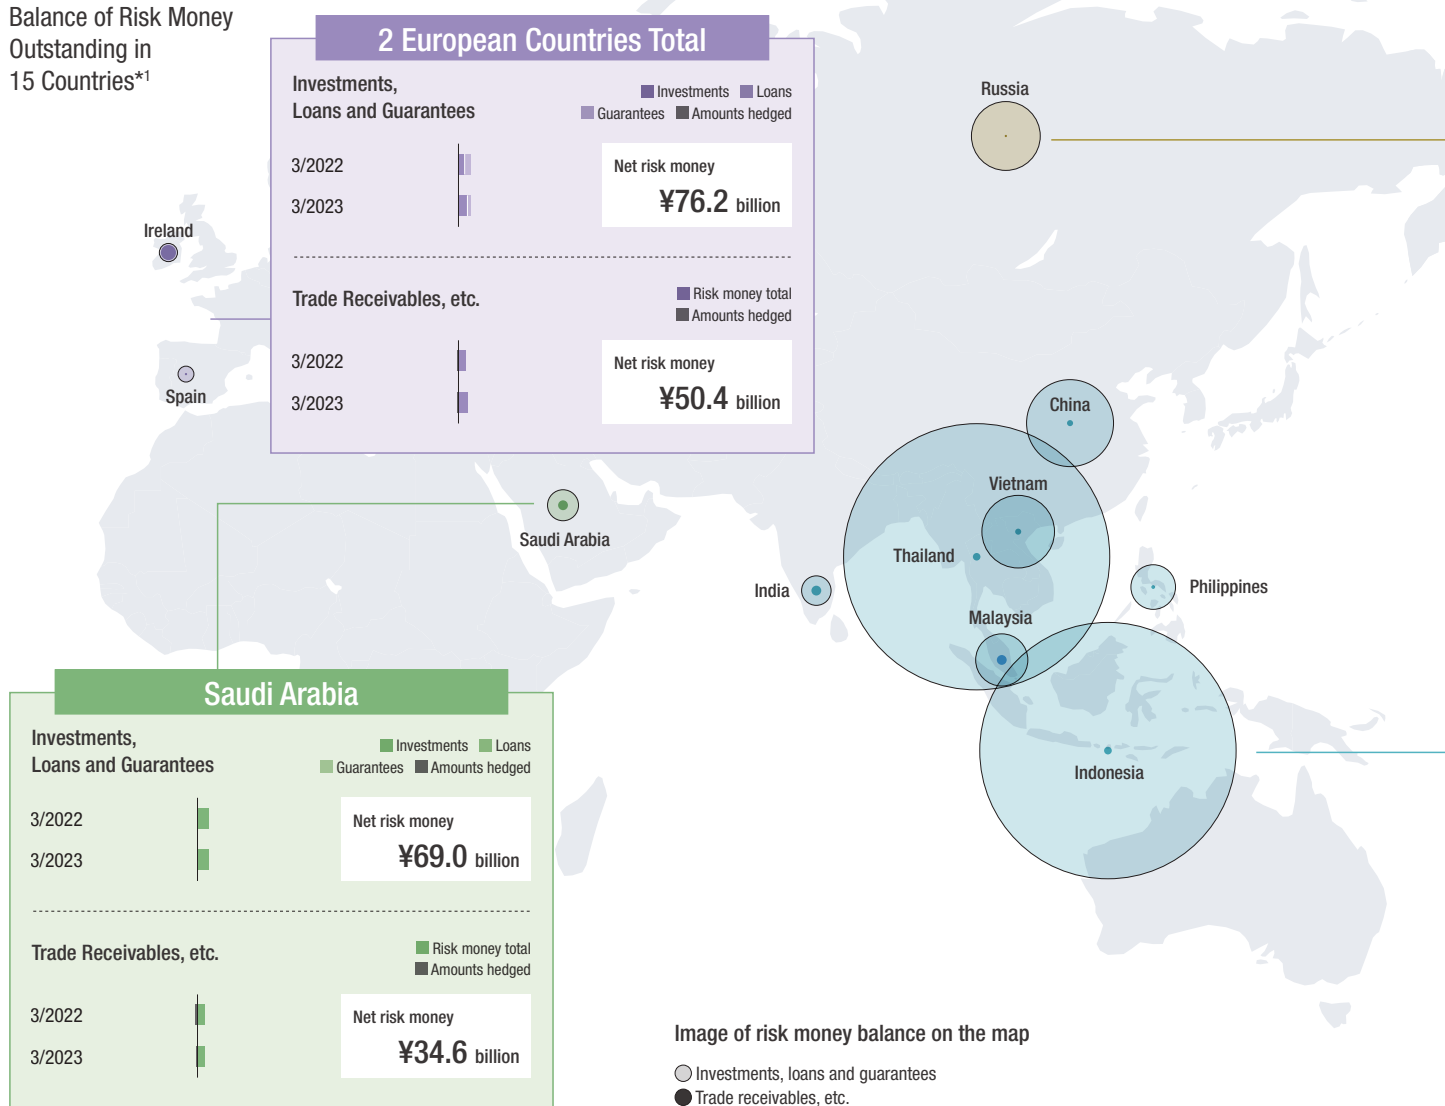 Balance of Risk Money
Outstanding in
15 Countries*1
2 European Countries Total
Investments,
Loans and Guarantees
Investments Loans
Guarantees Amounts hedged
3/2022
3/2023
Net risk money
¥76.2 billion
Trade Receivables, etc.
Risk money total
Amounts hedged
3/2022
3/2023
Net risk money
¥50.4 billion
Russia
Ireland
Spain
China
Vietnam
Saudi Arabia
Thailand
India
Philippines
Malaysia
Indonesia
Saudi Arabia
Investments,
Loans and Guarantees
Investments Loans
Guarantees Amounts hedged
3/2022
3/2023
Net risk money
¥69.0 billion
Trade Receivables, etc.
Risk money total
Amounts hedged
3/2022
3/2023
Net risk money
¥34.6 billion
Image of risk money balance on the map
Investments, loans and guarantees
Trade receivables, etc.